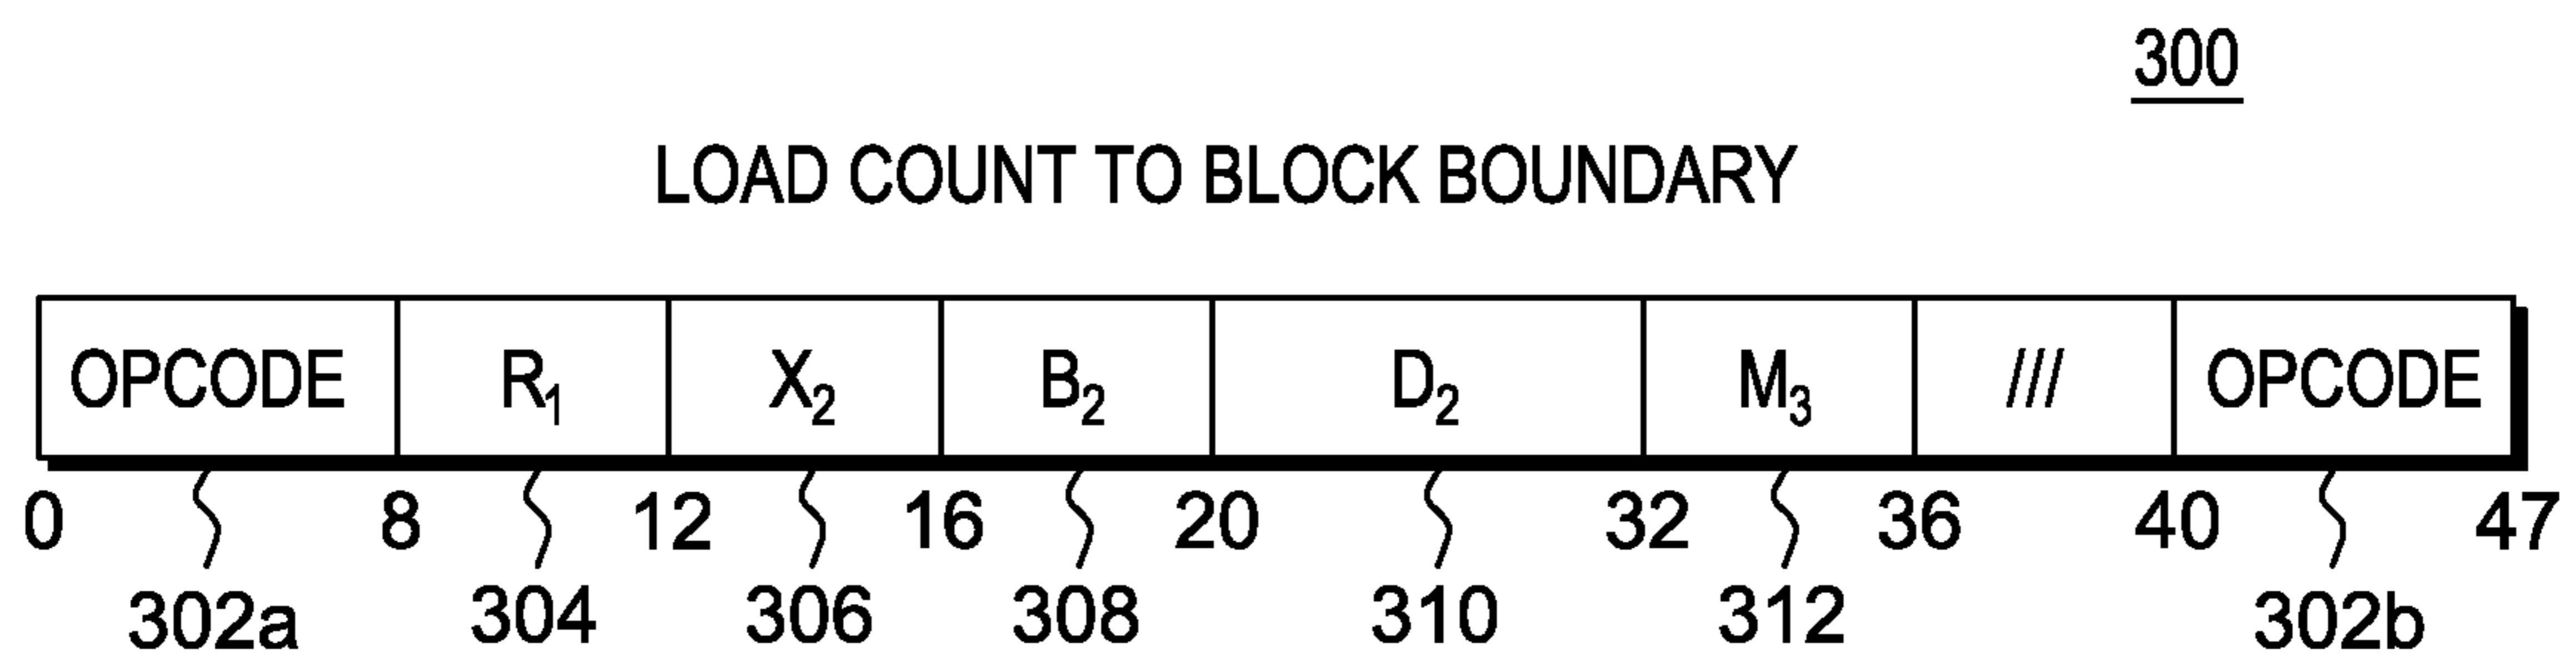 300
LOAD COUNT TO BLOCK BOUNDARY
OPCODE R₁ X₂ B₂ D₂ M₃ /// OPCODE
0 8 12 16 20 32 36 40 47
302a 304 306 308 310 312 302b